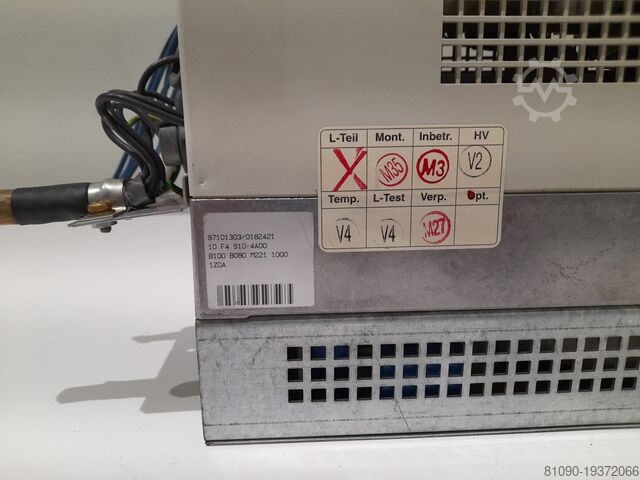 L-Teil Mont. Inbetr. HV
X M35 M3 V2
Temp. L-Test Verp. Opt.
V4 V4 M27
97101303/0182421
10 F4 S1D-4A00
B100 B090 M221 1000
1Z0A
81090-19372066